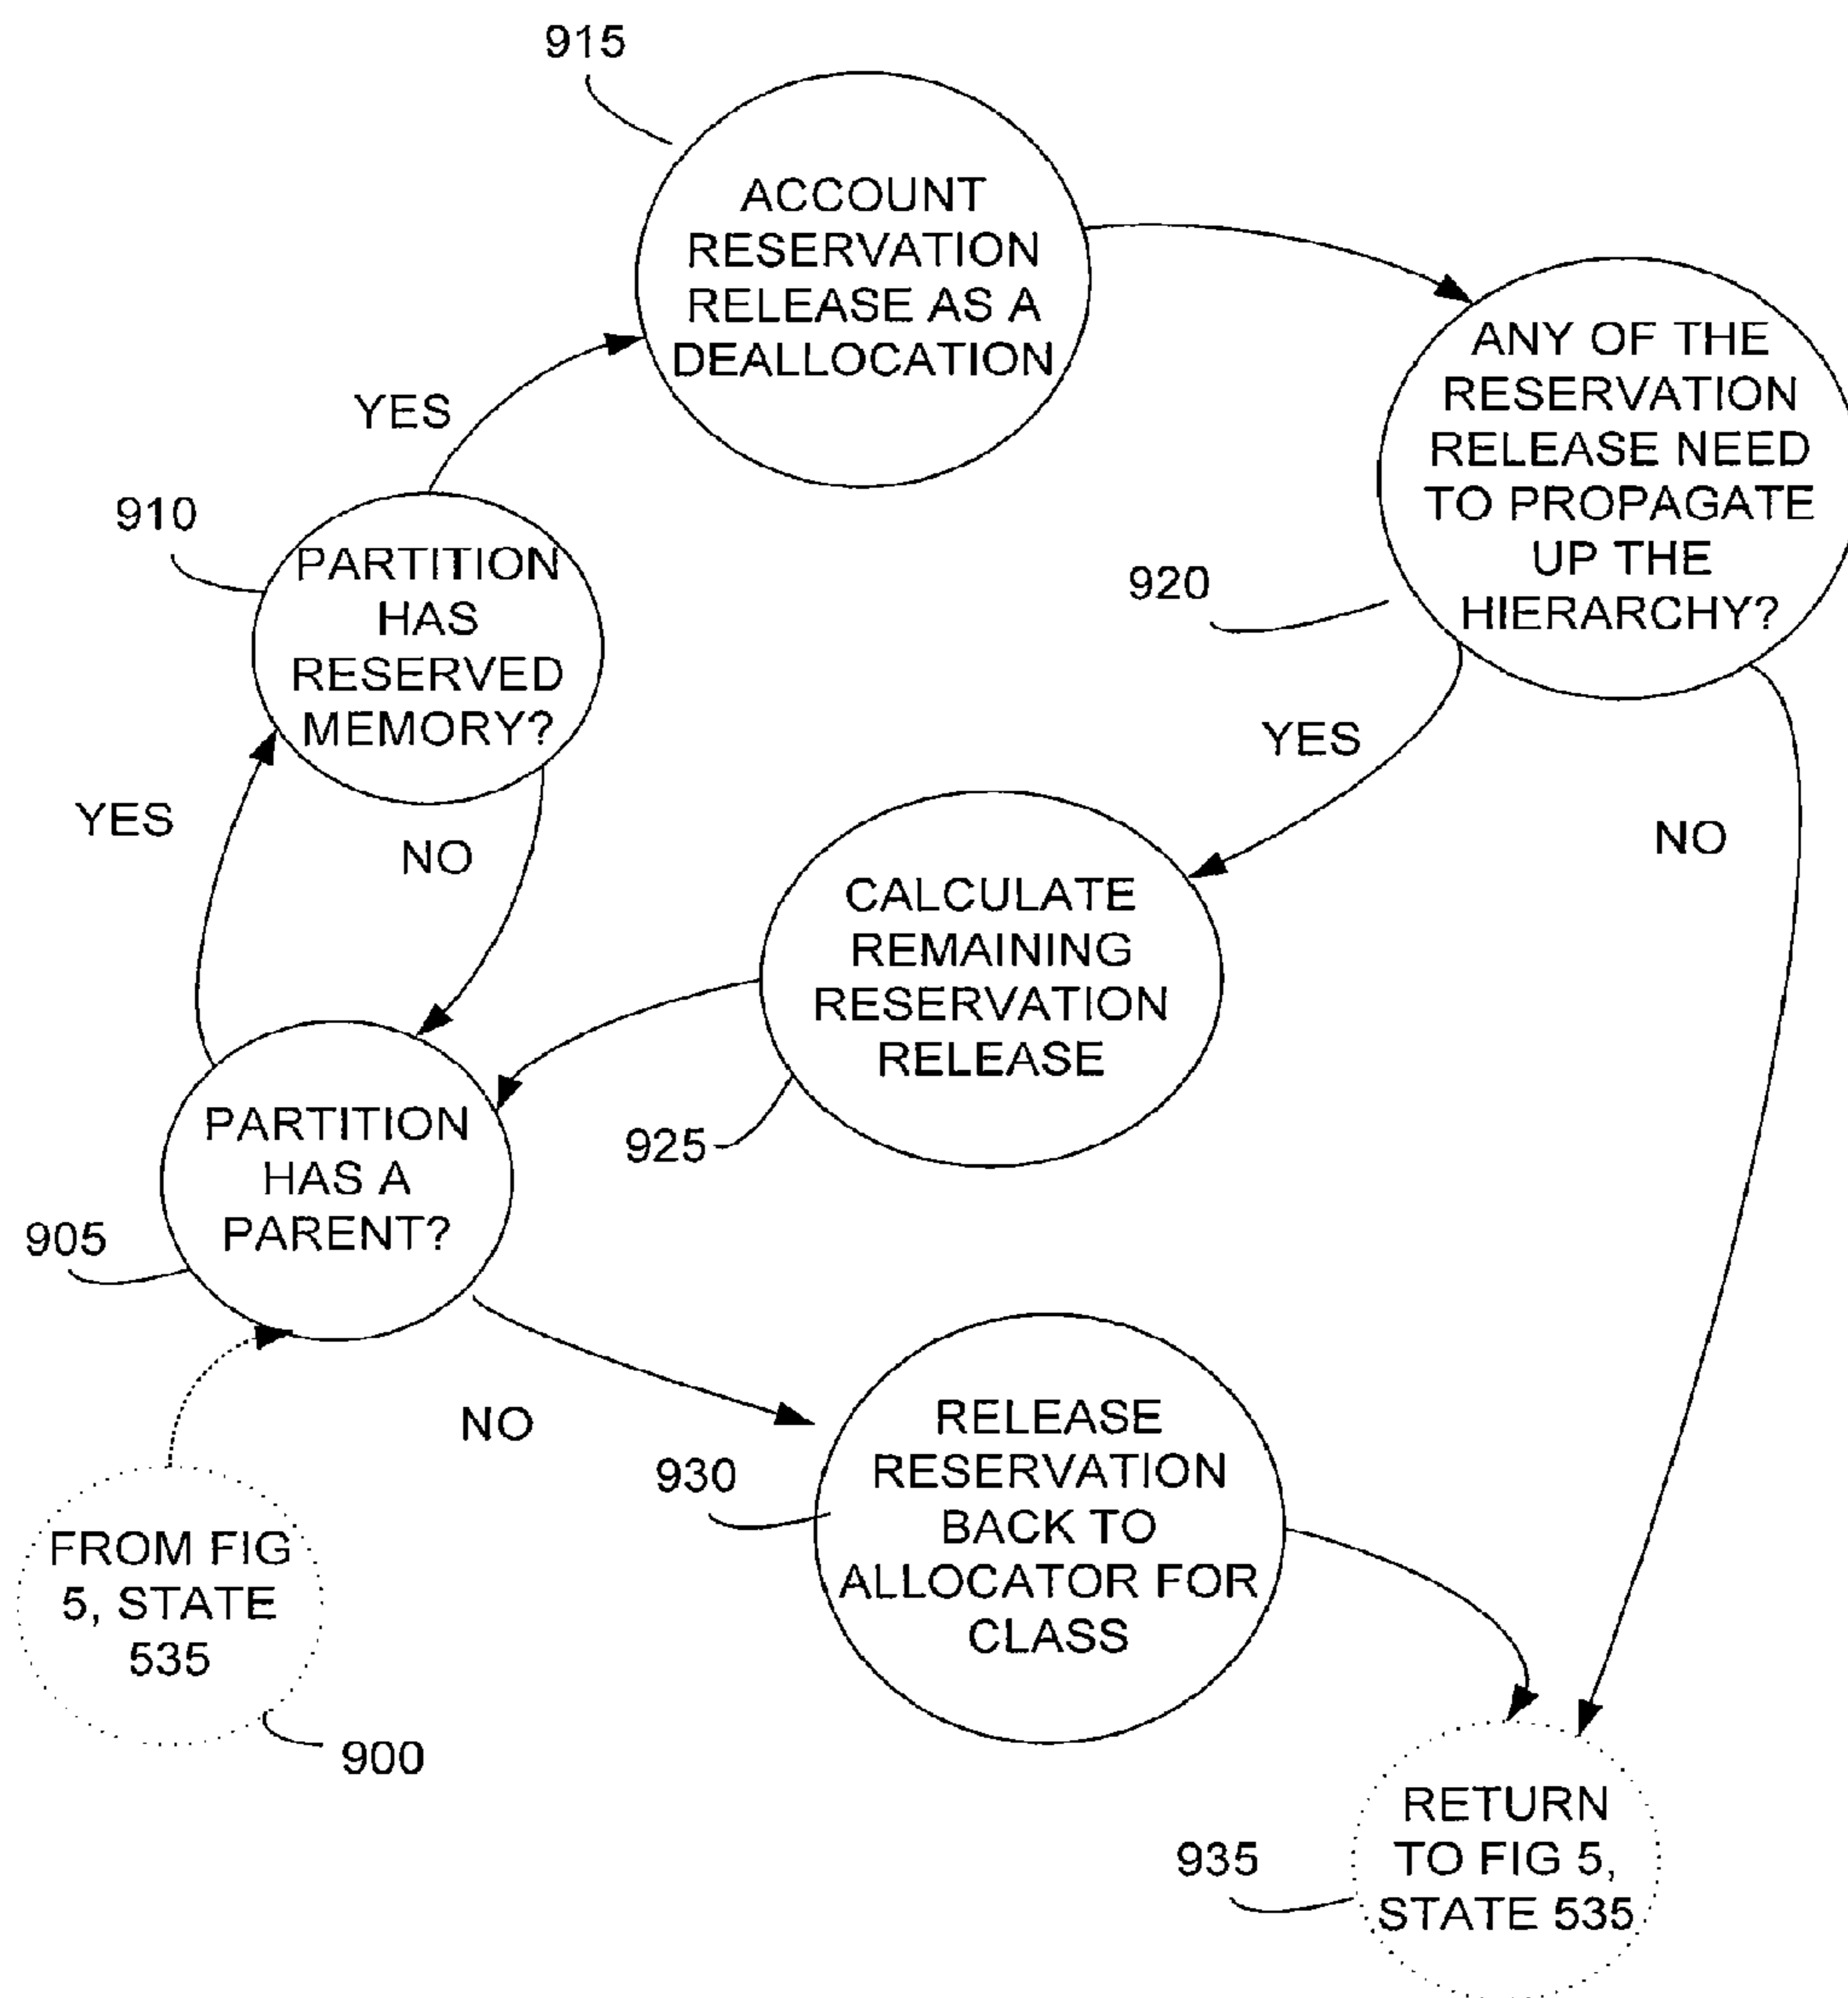 915
ACCOUNT
RESERVATION
RELEASE AS A
DEALLOCATION
ANY OF THE
RESERVATION
RELEASE NEED
TO PROPAGATE
UP THE
HIERARCHY?
YES
910
PARTITION
HAS
RESERVED
MEMORY?
920
YES
YES
NO
NO
CALCULATE
REMAINING
RESERVATION
RELEASE
925
PARTITION
HAS A
PARENT?
905
NO
RELEASE
RESERVATION
BACK TO
ALLOCATOR FOR
CLASS
930
FROM FIG
5, STATE
535
900
RETURN
TO FIG 5,
STATE 535
935